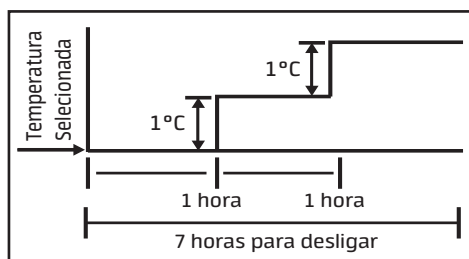 Temperatura
Selecionada
1°C
1°C
1 hora
1 hora
7 horas para desligar